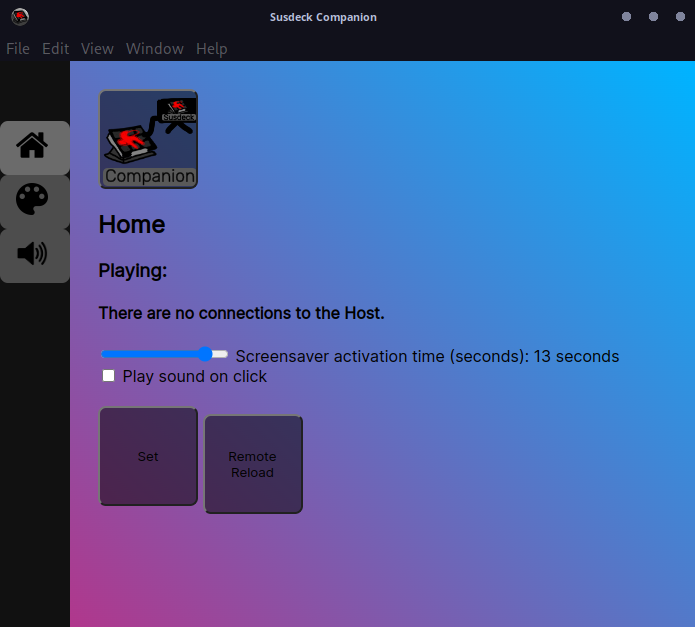 Susdeck Companion
File Edit View Window Help
Susdeck
Companion
Home
Playing:
There are no connections to the Host.
Screensaver activation time (seconds): 13 seconds
Play sound on click
Set
Remote
Reload